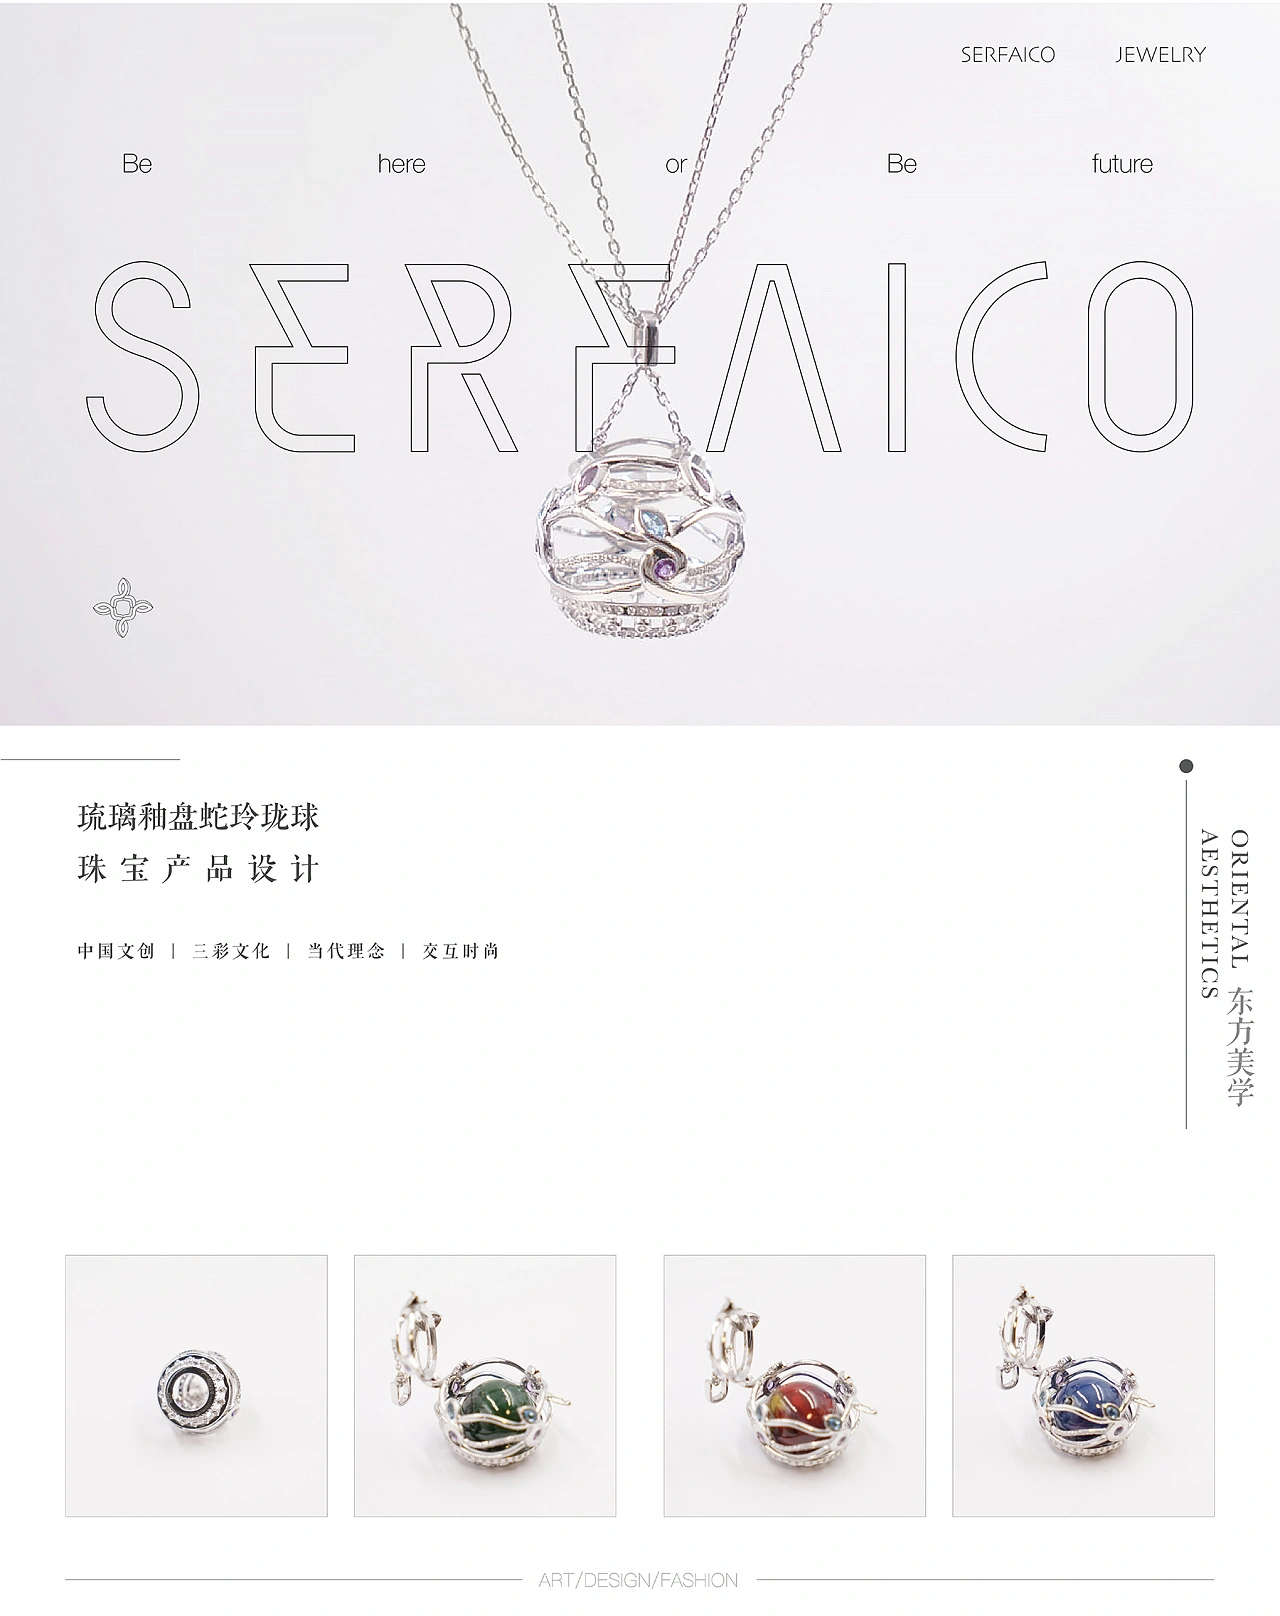 SERFAICO JEWELRY
Be here or Be future
SERFAICO
琉璃釉盘蛇玲珑球
珠宝产品设计
中国文创 | 三彩文化 | 当代理念 | 交互时尚
ORIENTAL
AESTHETICS
东方美学
ART/DESIGN/FASHION